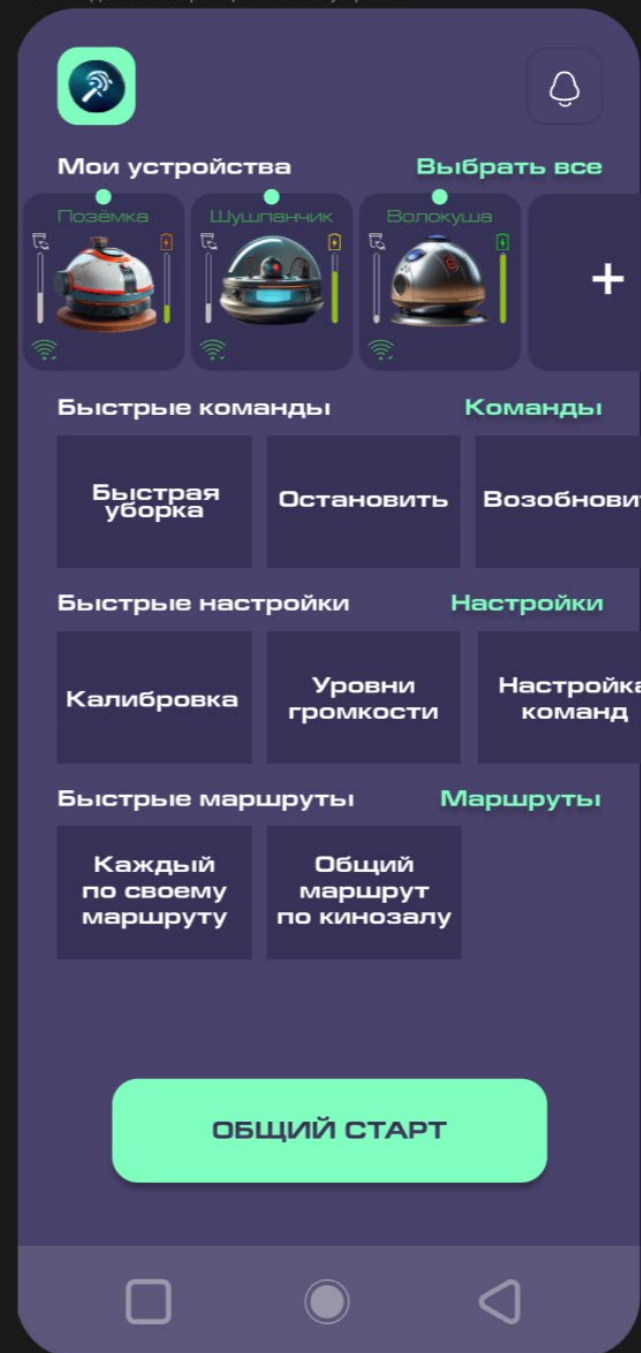 Мои устройства
Выбрать все
Позёмка
Шушпанчик
Волокуша
+
Быстрые команды
Команды
Быстрая
уборка
Остановить
Возобнови
Быстрые настройки
Настройки
Калибровка
Уровни
громкости
Настройка
команд
Быстрые маршруты
Маршруты
Каждый
по своему
маршруту
Общий
маршрут
по кинозалу
ОБЩИЙ СТАРТ